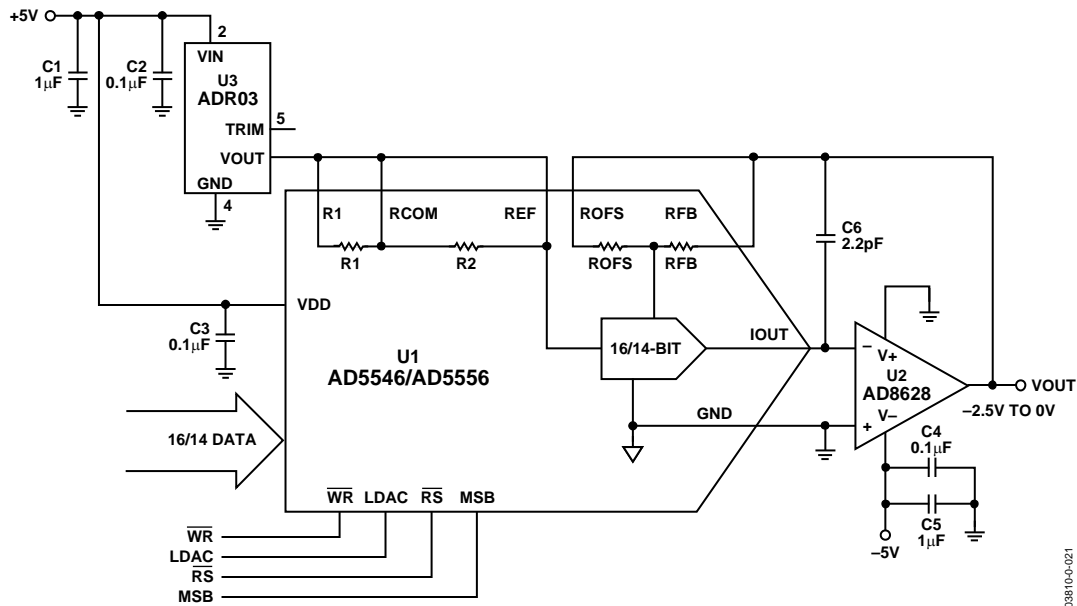 +5V
2
VIN
C1
1µF
C2
0.1µF
U3
ADR03
5
TRIM
VOUT
GND
4
R1
RCOM
REF
ROFS
RFB
C6
2.2pF
R1
R2
ROFS
RFB
VDD
C3
0.1µF
16/14-BIT
IOUT
U1
AD5546/AD5556
−
V+
U2
AD8628
VOUT
−2.5V TO 0V
GND
+
V−
16/14 DATA
C4
0.1µF
C5
1µF
−5V
WR
LDAC
RS
MSB
WR
LDAC
RS
MSB
03810-0-021